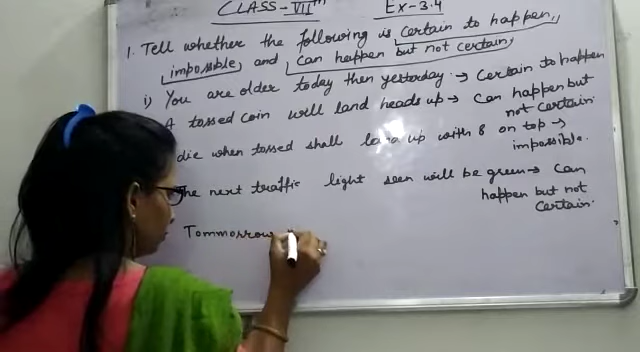 CLASS-VIIth Ex-3.4
1. Tell whether the following is certain to happen,
impossible, and can happen but not certain,
i) You are older today then yesterday → Certain to happen
A tossed coin will land heads up → can happen but
not certain.
die when tossed shall land up with 8 on top →
impossible.
he next traffic light seen will be green → can
happen but not
certain.
Tommorrow